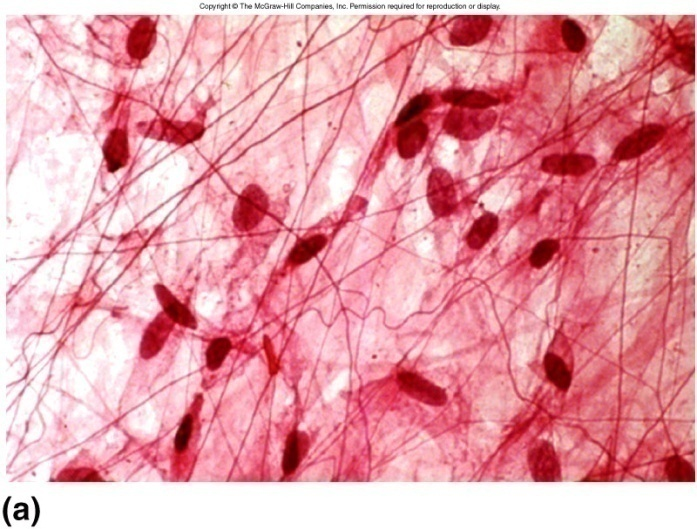 Copyright © The McGraw-Hill Companies, Inc. Permission required for reproduction or display.
(a)